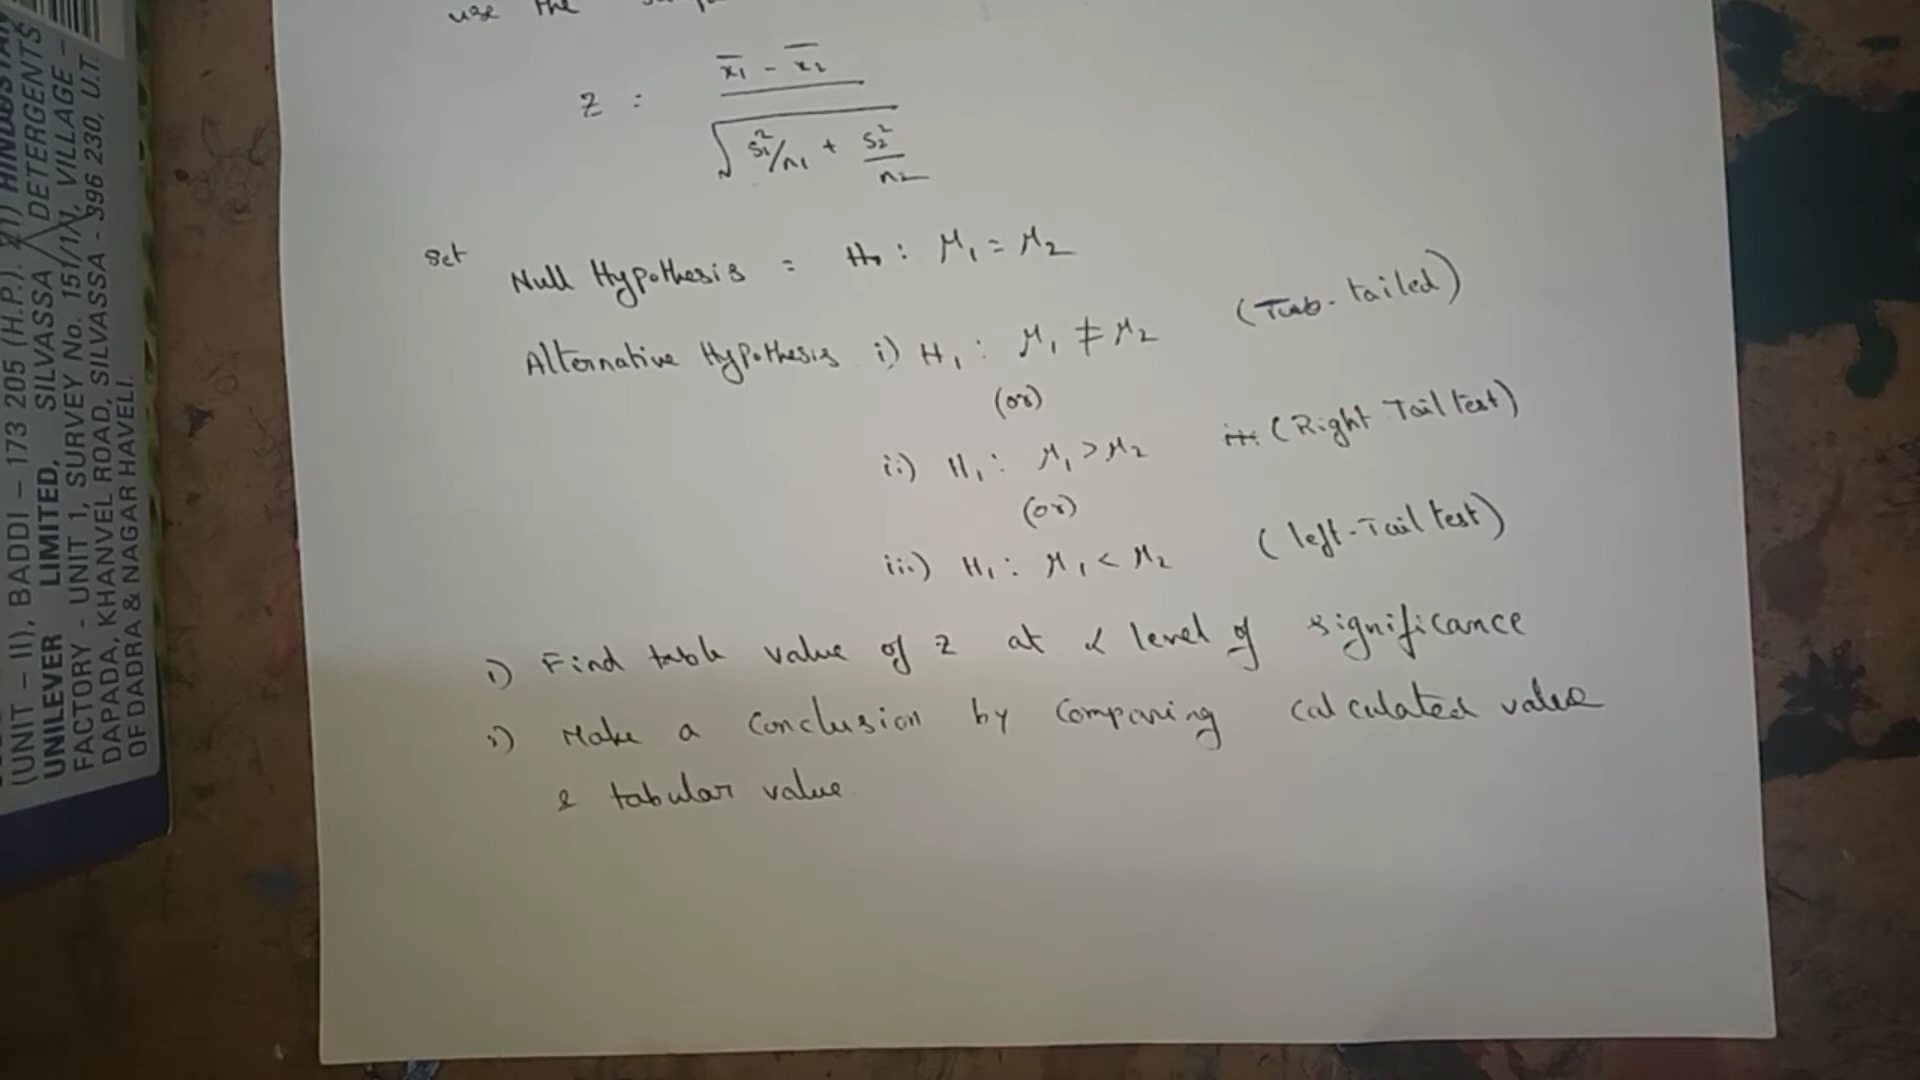 (UNIT – II), BADDI – 173 205 (H.P.). 21) HINDUSTAN
UNILEVER LIMITED, SILVASSA DETERGENTS
FACTORY - UNIT 1, SURVEY No. 151/1/1, VILLAGE -
DAPADA, KHANVEL ROAD, SILVASSA - 396 230, U.T.
OF DADRA & NAGAR HAVELI.
use the
Z : x̄1 - x̄2
√ S1²/n1 + S2²/n2
Set
Null Hypothesis = H0 : μ1 = μ2
Alternative Hypothesis i) H1 : μ1 ≠ μ2 (Two-tailed)
(or)
ii) H1 : μ1 > μ2 (Right Tail test)
(or)
iii) H1 : μ1 < μ2 (left-Tail test)
1) Find table value of z at α level of significance
Make a conclusion by comparing calculated value
& tabular value